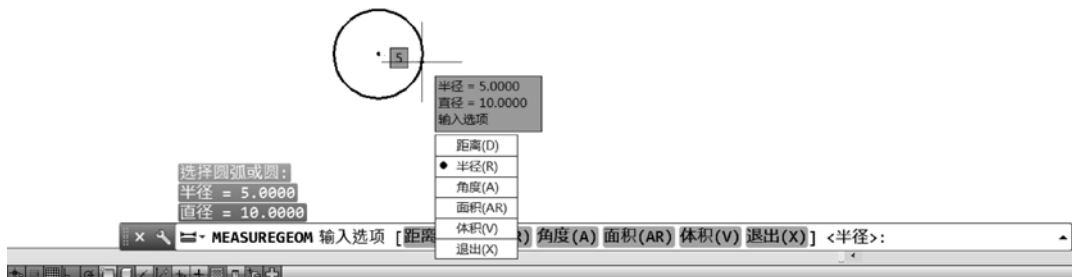 5
半径 = 5.0000
直径 = 10.0000
输入选项
距离(D)
半径(R)
角度(A)
面积(AR)
体积(V)
退出(X)
选择圆弧或圆:
半径 = 5.0000
直径 = 10.0000
MEASUREGEOM 输入选项 [距离 R) 角度(A) 面积(AR) 体积(V) 退出(X)] <半径>: